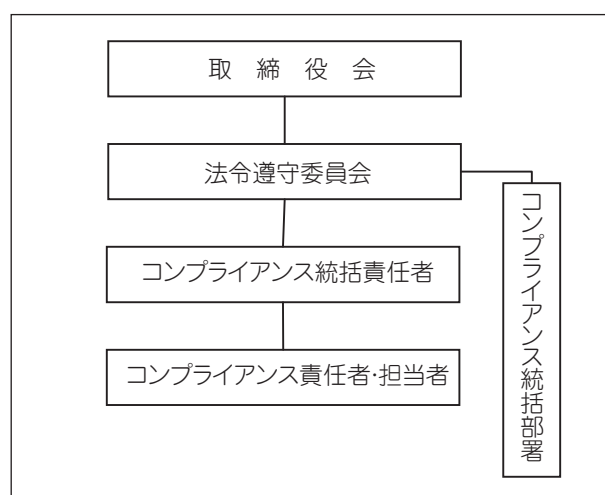 取　締　役　会
法令遵守委員会
コンプライアンス統括責任者
コンプライアンス責任者･担当者
コンプライアンス統括部署